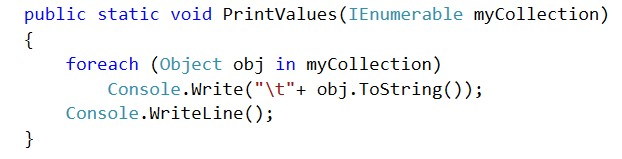 public static void PrintValues(IEnumerable myCollection)
{
    foreach (Object obj in myCollection)
        Console.Write("\t"+ obj.ToString());
    Console.WriteLine();
}